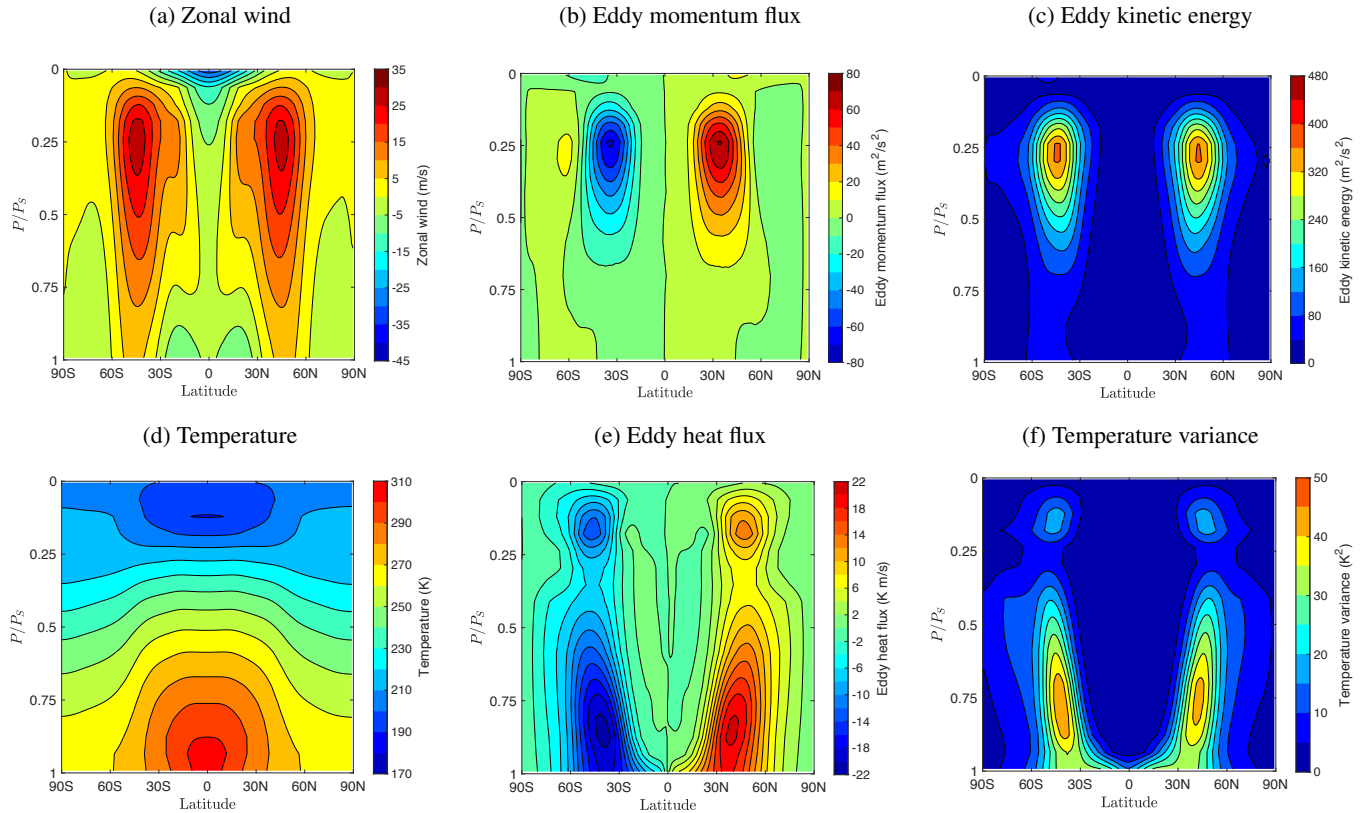 (a) Zonal wind
(b) Eddy momentum flux
(c) Eddy kinetic energy
0
0.25
0.5
0.75
1
P/P_S
90S 60S 30S 0 30N 60N 90N
Latitude
35
25
15
5
-5
-15
-25
-35
-45
Zonal wind (m/s)
0
0.25
0.5
0.75
1
P/P_S
90S 60S 30S 0 30N 60N 90N
Latitude
80
60
40
20
0
-20
-40
-60
-80
Eddy momentum flux (m²/s²)
0
0.25
0.5
0.75
1
P/P_S
90S 60S 30S 0 30N 60N 90N
Latitude
480
400
320
240
160
80
0
Eddy kinetic energy (m²/s²)
(d) Temperature
(e) Eddy heat flux
(f) Temperature variance
0
0.25
0.5
0.75
1
P/P_S
90S 60S 30S 0 30N 60N 90N
Latitude
310
290
270
250
230
210
190
170
Temperature (K)
0
0.25
0.5
0.75
1
P/P_S
90S 60S 30S 0 30N 60N 90N
Latitude
22
18
14
10
6
2
-2
-6
-10
-14
-18
-22
Eddy heat flux (K m/s)
0
0.25
0.5
0.75
1
P/P_S
90S 60S 30S 0 30N 60N 90N
Latitude
50
40
30
20
10
0
Temperature variance (K²)